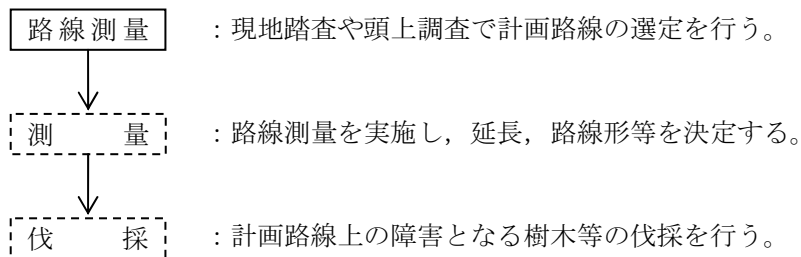 路線測量 ：現地踏査や頭上調査で計画路線の選定を行う。
測量 ：路線測量を実施し，延長，路線形等を決定する。
伐採 ：計画路線上の障害となる樹木等の伐採を行う。